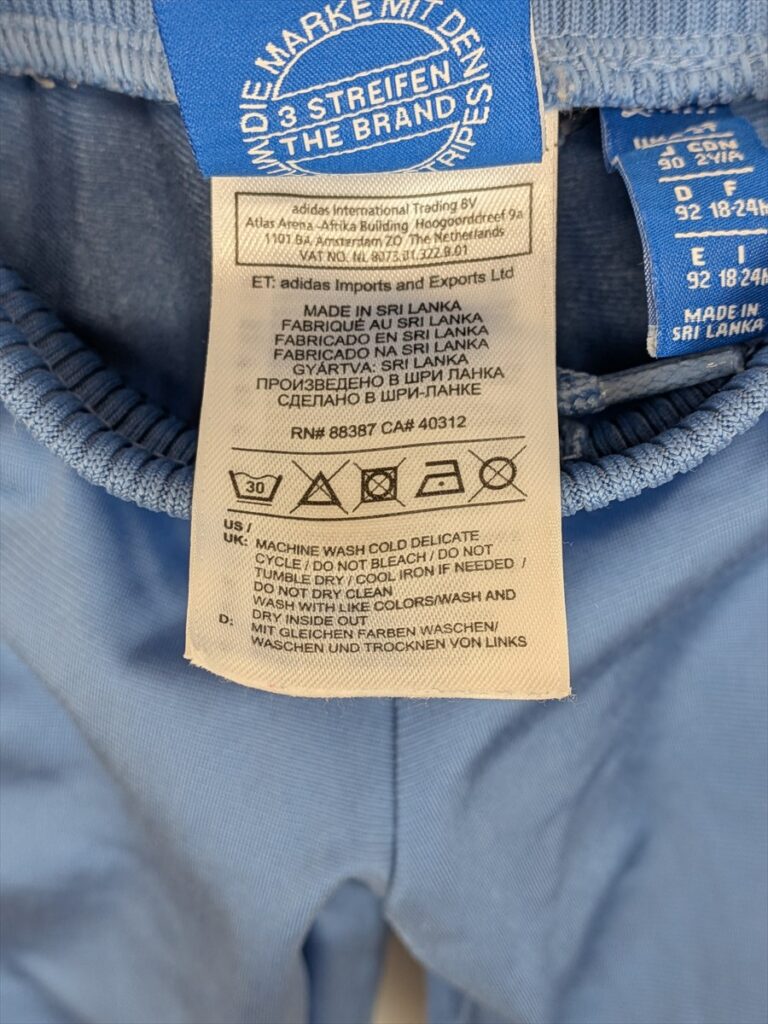 DIE MARKE MIT DEN
3 STREIFEN
THE BRAND
adidas International Trading BV
Atlas Arena -Afrika Building Hoogoorddreef 9a
1101 BA Amsterdam ZO The Netherlands
VAT NO. NL 8073.01.322.B.01
ET: adidas Imports and Exports Ltd
MADE IN SRI LANKA
FABRIQUÉ AU SRI LANKA
FABRICADO EN SRI LANKA
FABRICADO NA SRI LANKA
GYÁRTVA: SRI LANKA
ПРОИЗВЕДЕНО В ШРИ ЛАНКА
СДЕЛАНО В ШРИ-ЛАНКЕ
RN# 88387 CA# 40312
30
US /
UK: MACHINE WASH COLD DELICATE
CYCLE / DO NOT BLEACH / DO NOT
TUMBLE DRY / COOL IRON IF NEEDED /
DO NOT DRY CLEAN
WASH WITH LIKE COLORS/WASH AND
DRY INSIDE OUT
D: MIT GLEICHEN FARBEN WASCHEN/
WASCHEN UND TROCKNEN VON LINKS
J CDN
90 2Y/A
D F
92 18-24
E I
92 18-24
MADE IN
SRI LANKA